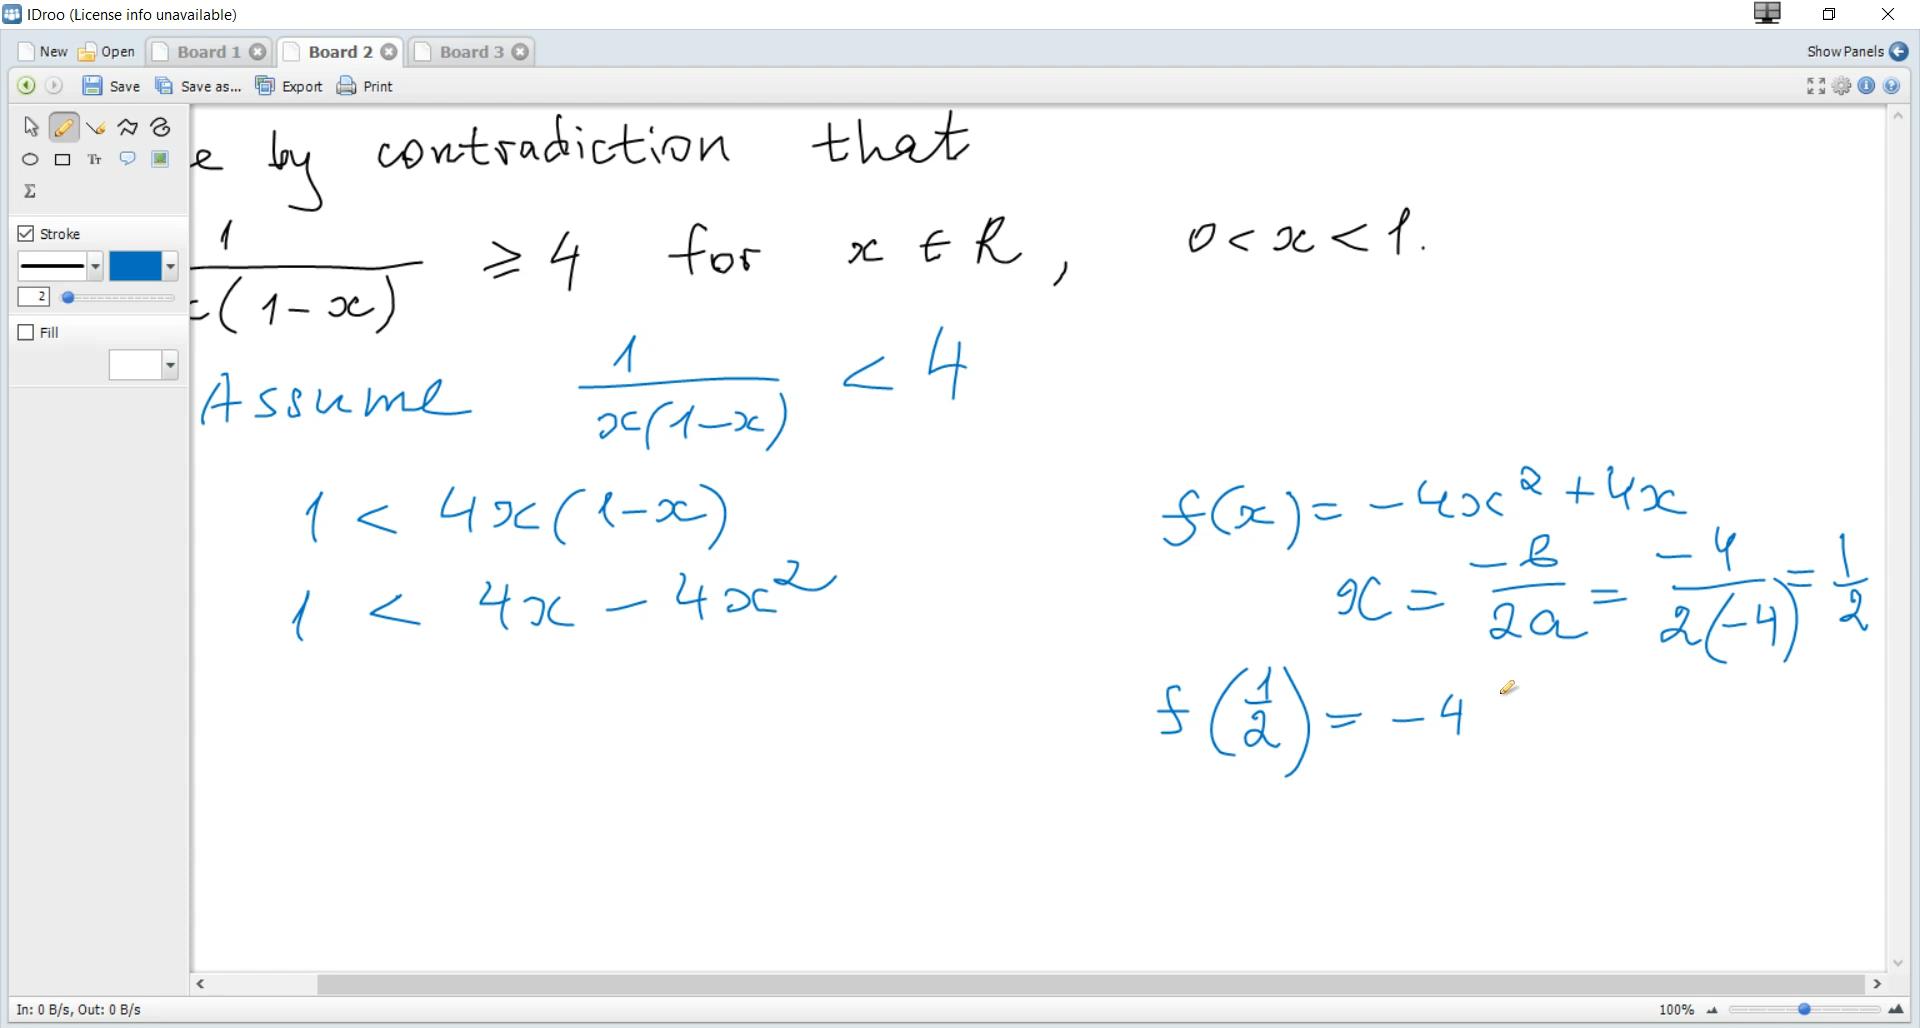 IDroo (License info unavailable)
New Open Board 1 Board 2 Board 3 Show Panels
Save Save as... Export Print
Tt
Σ
Stroke
2
Fill
e by contradiction that
1/x(1-x) ≥ 4 for x ∈ R, 0 < x < 1.
Assume 1/x(1-x) < 4
1 < 4x(1-x)
1 < 4x - 4x²
f(x) = -4x² + 4x
x = -b/2a = -4/2(-4) = 1/2
f(1/2) = -4
In: 0 B/s, Out: 0 B/s 100%